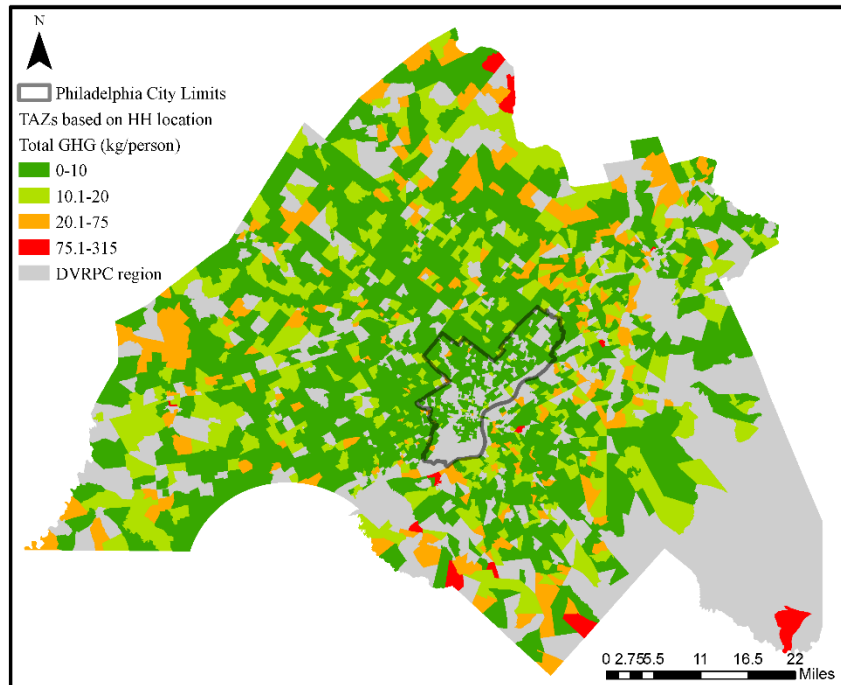 N
Philadelphia City Limits
TAZs based on HH location
Total GHG (kg/person)
0-10
10.1-20
20.1-75
75.1-315
DVRPC region
0 2.755.5 11 16.5 22
Miles